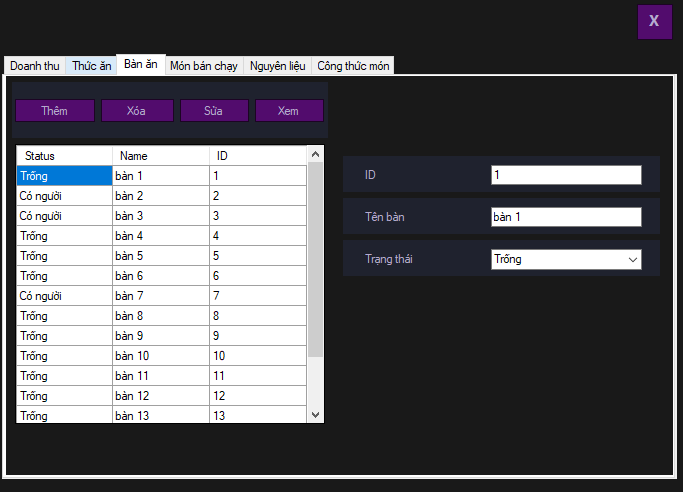 X
Doanh thu Thức ăn Bàn ăn Món bán chạy Nguyên liệu Công thức món
Thêm Xóa Sửa Xem
Status Name ID
Trống bàn 1 1
Có người bàn 2 2
Có người bàn 3 3
Trống bàn 4 4
Trống bàn 5 5
Trống bàn 6 6
Có người bàn 7 7
Trống bàn 8 8
Trống bàn 9 9
Trống bàn 10 10
Trống bàn 11 11
Trống bàn 12 12
Trống bàn 13 13
ID 1
Tên bàn bàn 1
Trạng thái Trống